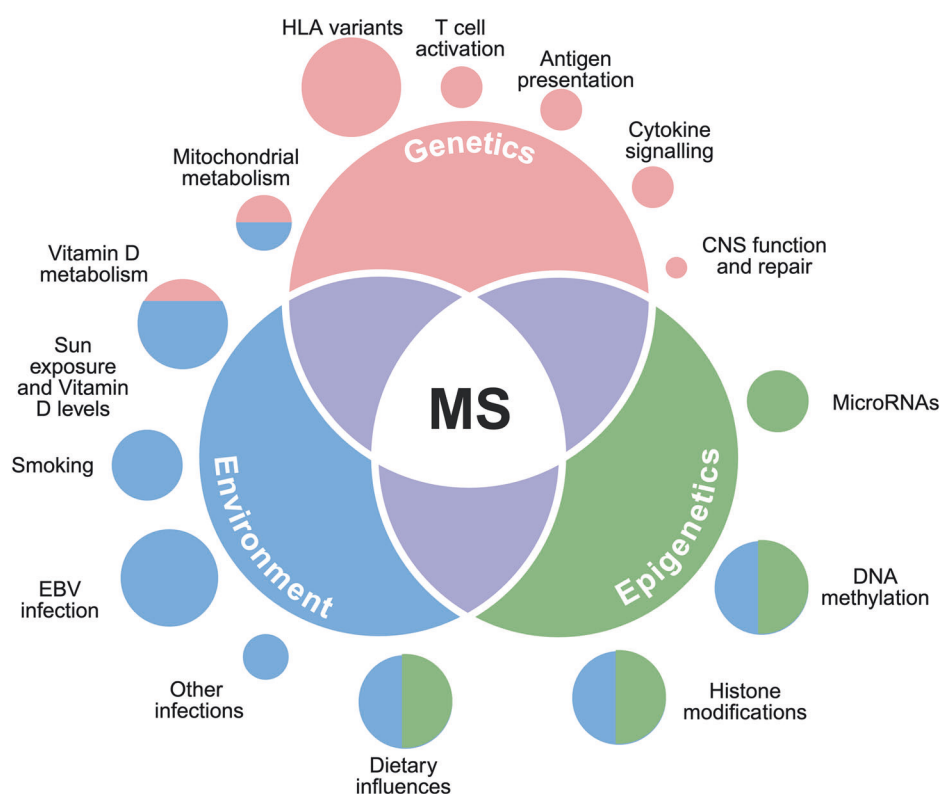 HLA variants
T cell
activation
Antigen
presentation
Cytokine
signalling
CNS function
and repair
Mitochondrial
metabolism
Vitamin D
metabolism
Sun
exposure
and Vitamin
D levels
Smoking
EBV
infection
Other
infections
Dietary
influences
Histone
modifications
DNA
methylation
MicroRNAs
Genetics
Environment
Epigenetics
MS